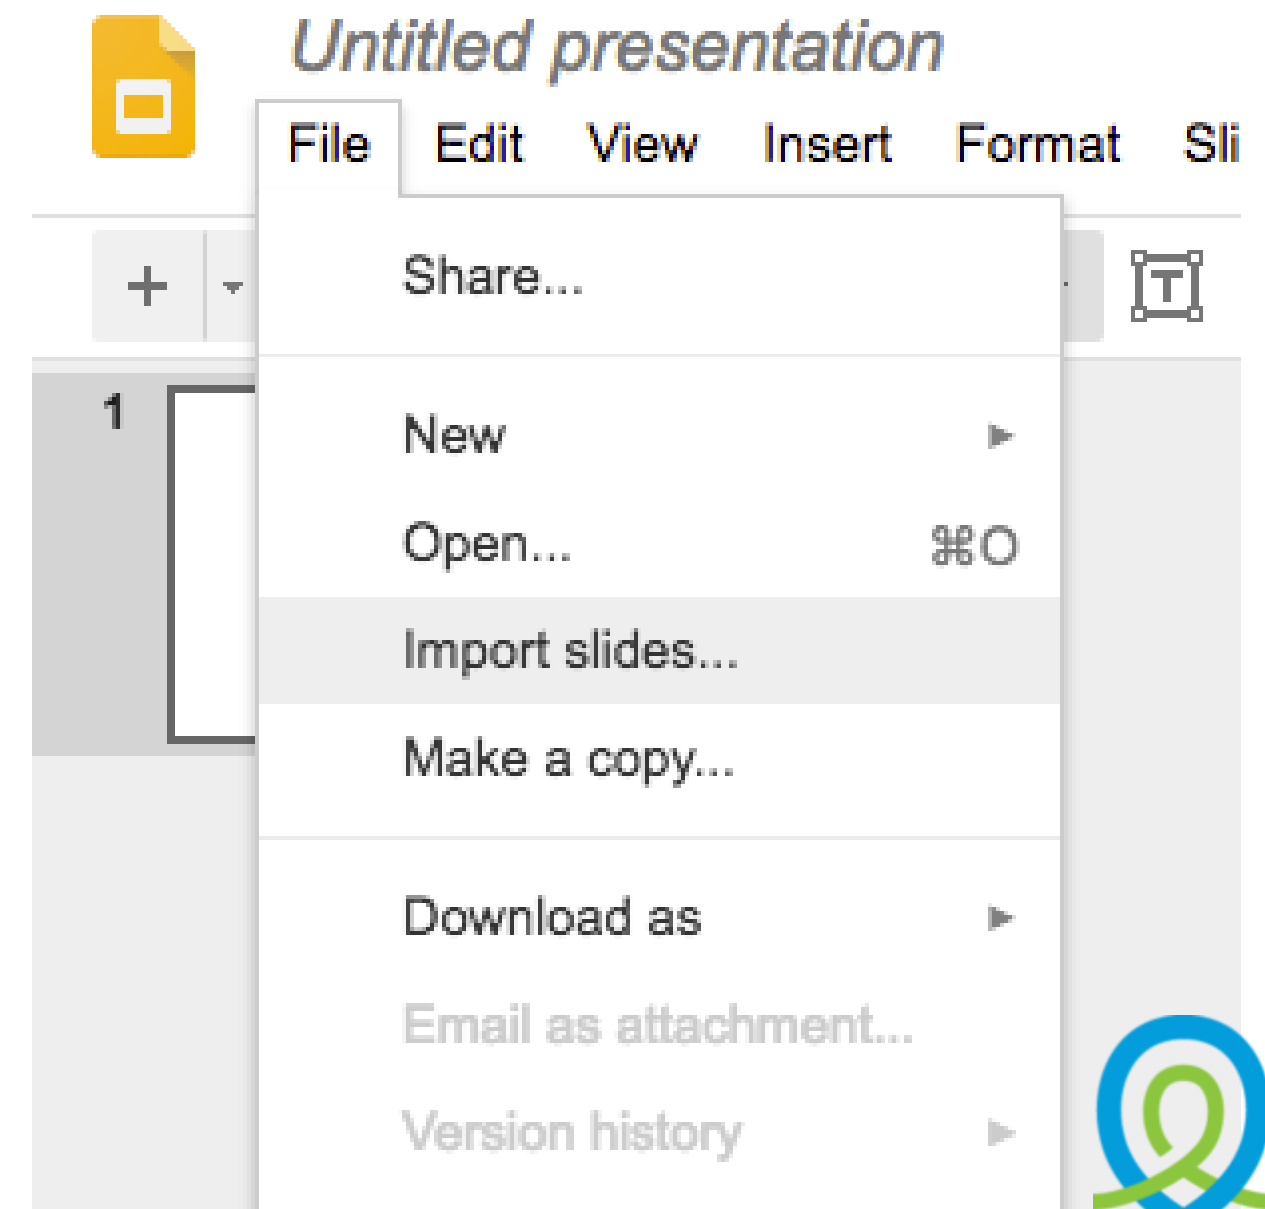 Untitled presentation
File Edit View Insert Format Sli
Share...
1
New
Open... ⌘O
Import slides...
Make a copy...
Download as
Email as attachment...
Version history